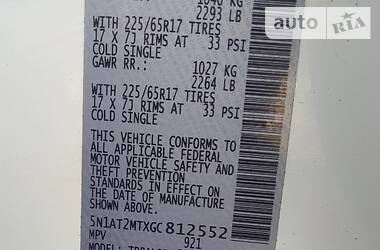 2293 LB
WITH 225/65R17 TIRES
17 X 7J RIMS AT 33 PSI
COLD SINGLE
GAWR RR.: 1027 KG
2264 LB
WITH 225/65R17 TIRES
17 X 7J RIMS AT 33 PSI
COLD SINGLE
THIS VEHICLE CONFORMS TO
ALL APPLICABLE FEDERAL
MOTOR VEHICLE SAFETY AND
THEFT PREVENTION
STANDARDS IN EFFECT ON
THE DATE OF MANUFACTURE
SHOWN ABOVE.
5N1AT2MTXGC812552
921
MPV
auto RIA